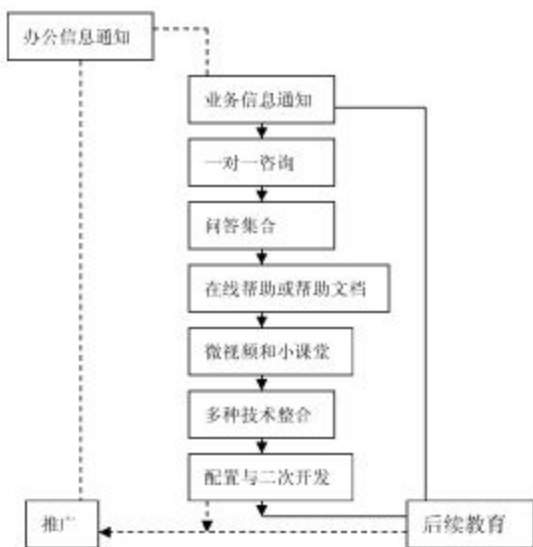 办公信息通知
业务信息通知
一对一咨询
问答集合
在线帮助或帮助文档
微视频和小课堂
多种技术整合
配置与二次开发
推广
后续教育